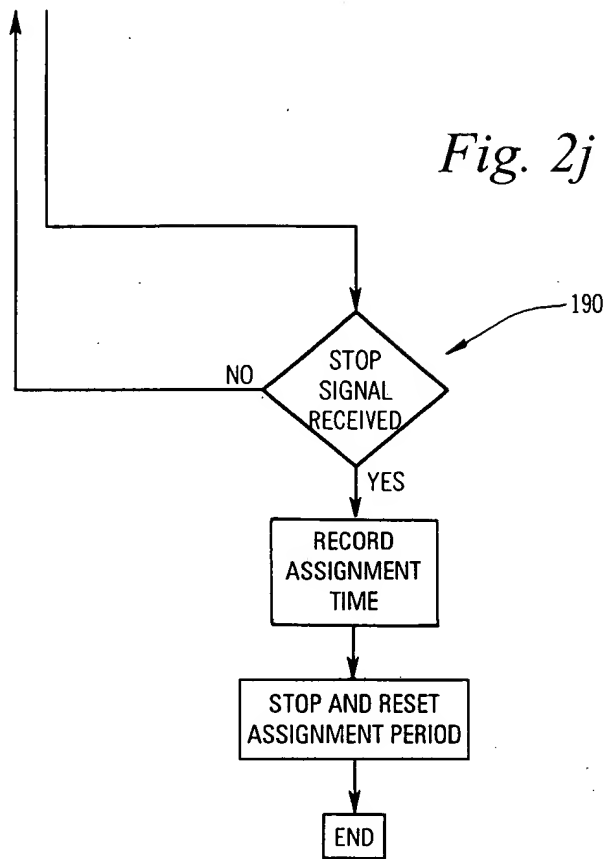 Fig. 2j
190
STOP
SIGNAL
RECEIVED
NO
YES
RECORD
ASSIGNMENT
TIME
STOP AND RESET
ASSIGNMENT PERIOD
END